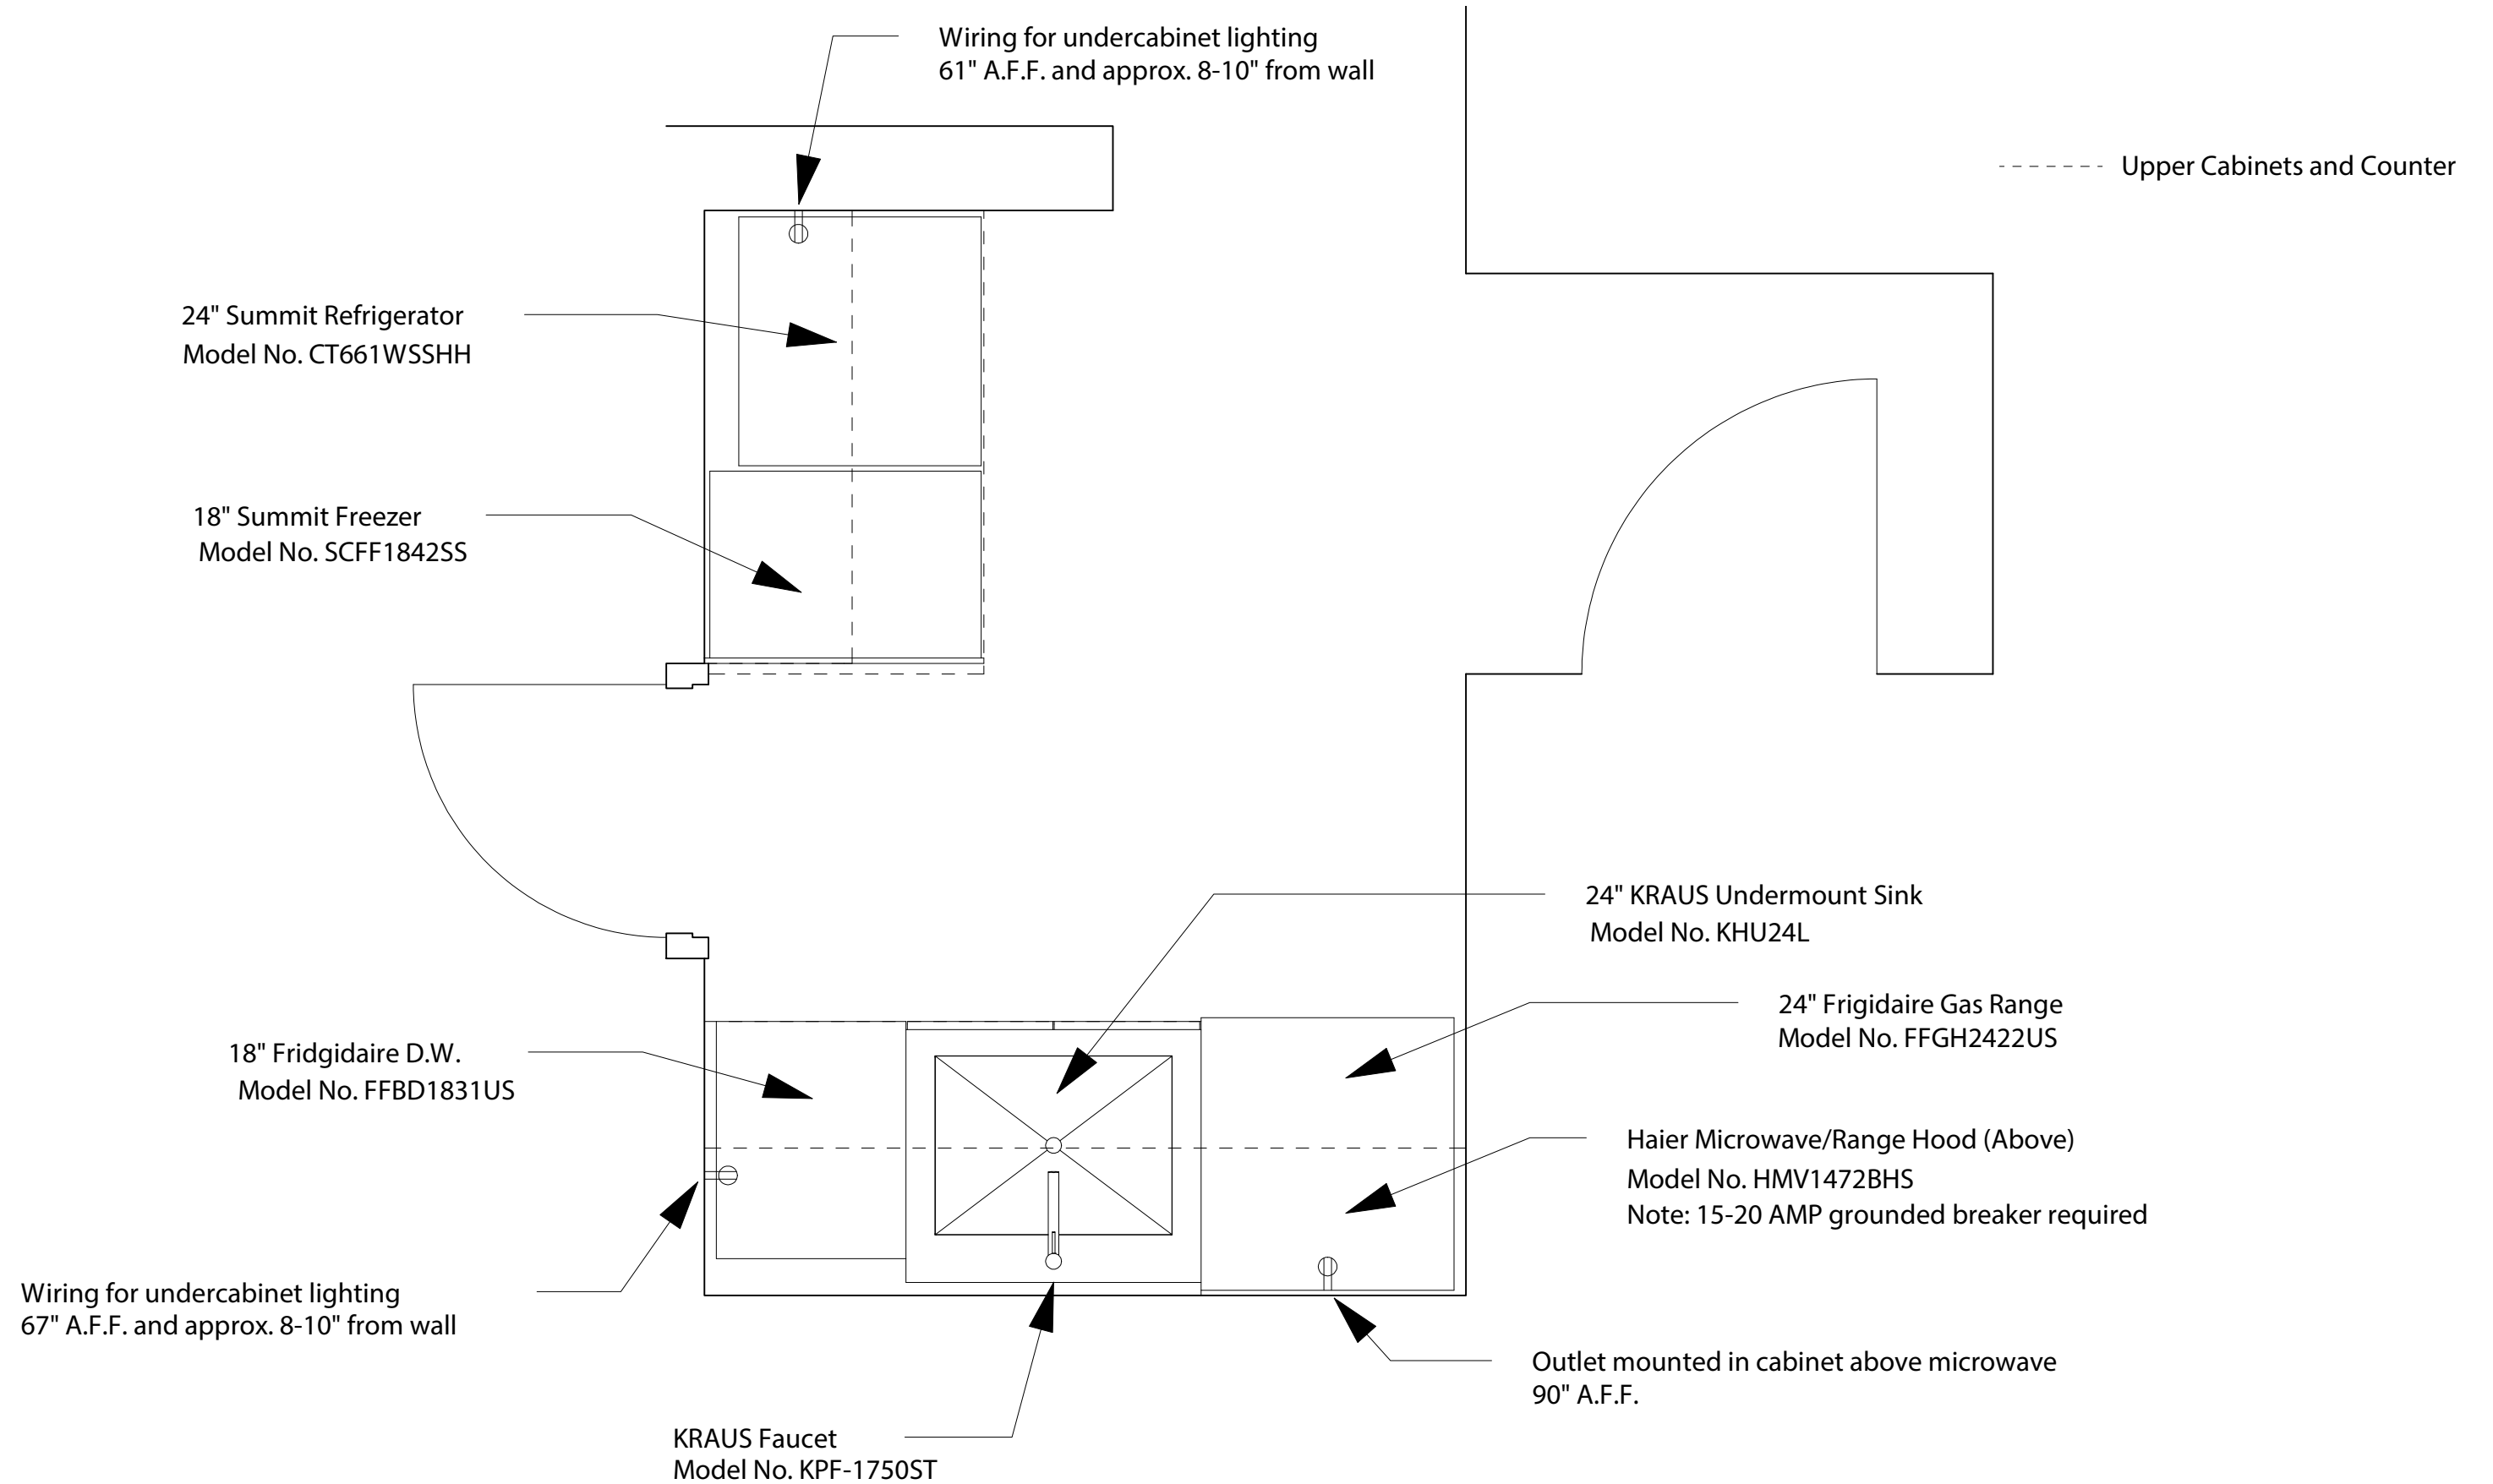 Wiring for undercabinet lighting
61" A.F.F. and approx. 8-10" from wall
Upper Cabinets and Counter
24" Summit Refrigerator
Model No. CT661WSSHH
18" Summit Freezer
Model No. SCFF1842SS
24" KRAUS Undermount Sink
Model No. KHU24L
24" Frigidaire Gas Range
Model No. FFGH2422US
18" Fridgidaire D.W.
Model No. FFBD1831US
Haier Microwave/Range Hood (Above)
Model No. HMV1472BHS
Note: 15-20 AMP grounded breaker required
Wiring for undercabinet lighting
67" A.F.F. and approx. 8-10" from wall
Outlet mounted in cabinet above microwave
90" A.F.F.
KRAUS Faucet
Model No. KPF-1750ST